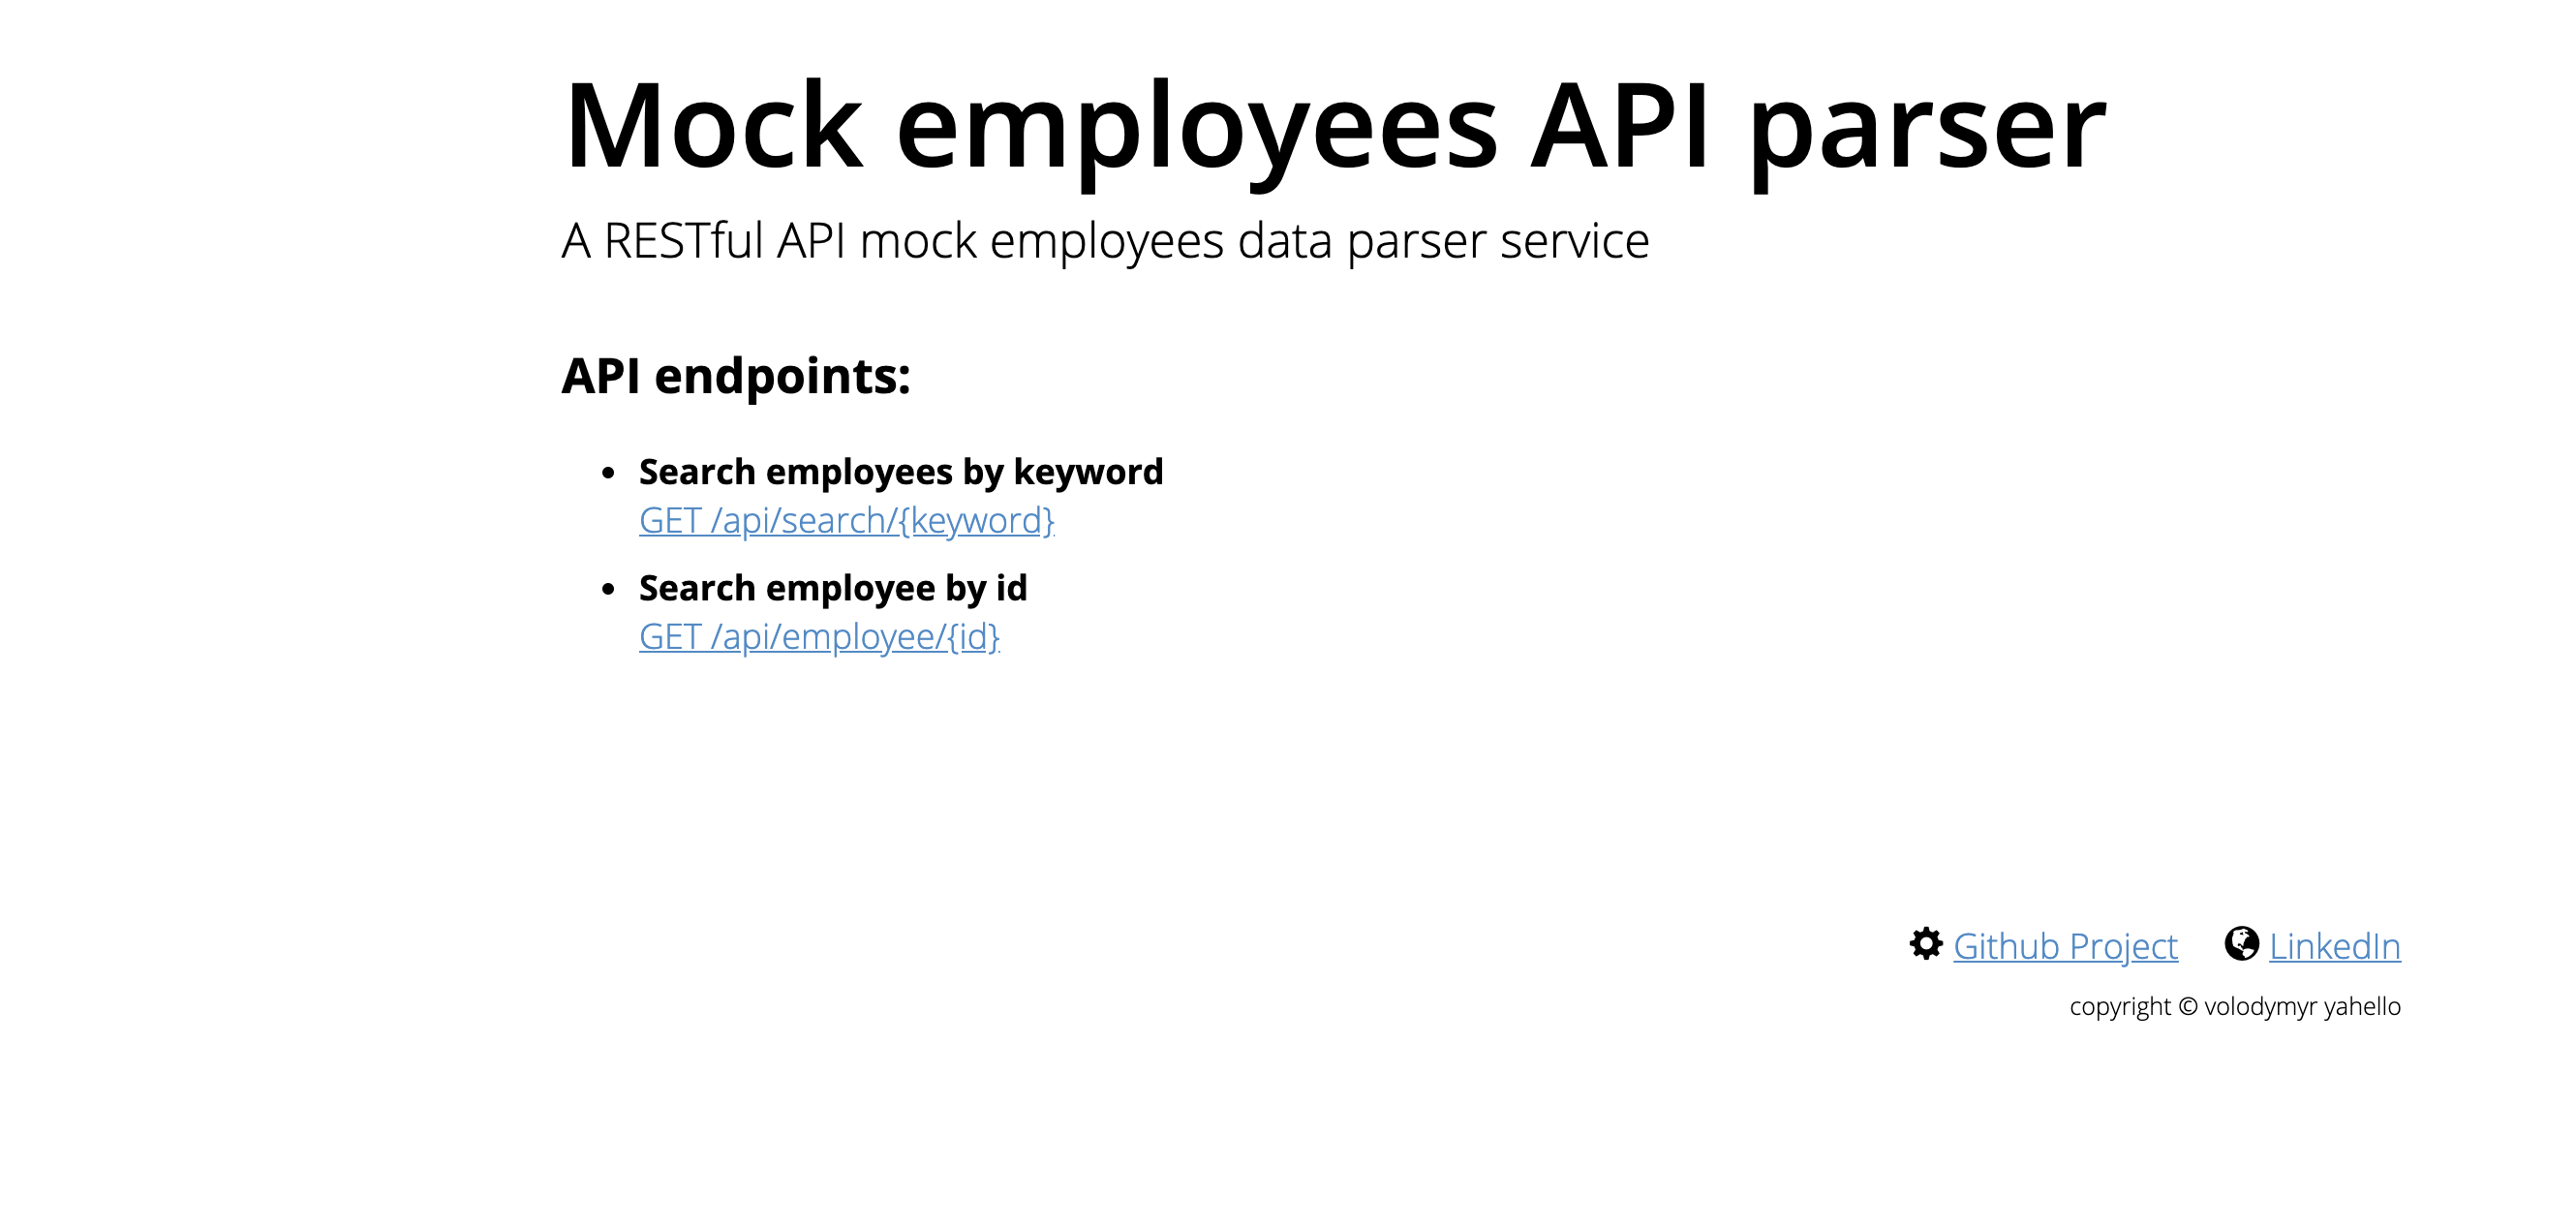 Mock employees API parser
A RESTful API mock employees data parser service
API endpoints:
Search employees by keyword
GET /api/search/{keyword}
Search employee by id
GET /api/employee/{id}
Github Project LinkedIn
copyright © volodymyr yahello